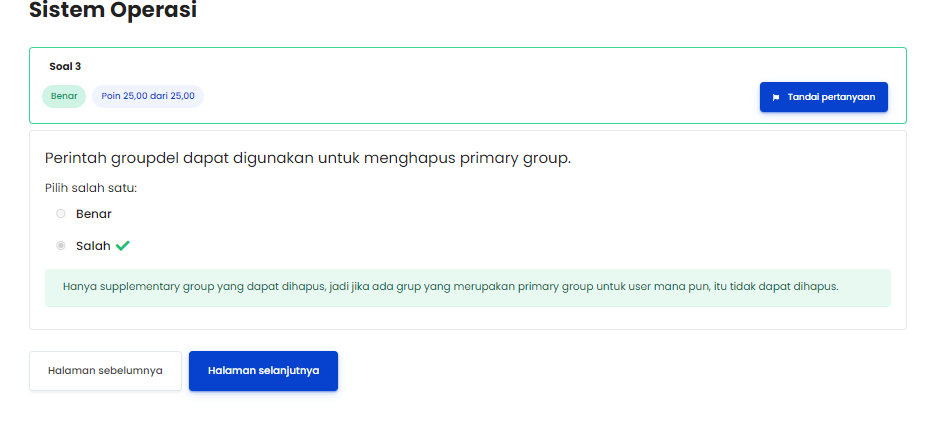 Sistem Operasi
Soal 3
Benar
Poin 25,00 dari 25,00
Tandai pertanyaan
Perintah groupdel dapat digunakan untuk menghapus primary group.
Pilih salah satu:
Benar
Salah
Hanya supplementary group yang dapat dihapus, jadi jika ada grup yang merupakan primary group untuk user mana pun, itu tidak dapat dihapus.
Halaman sebelumnya
Halaman selanjutnya